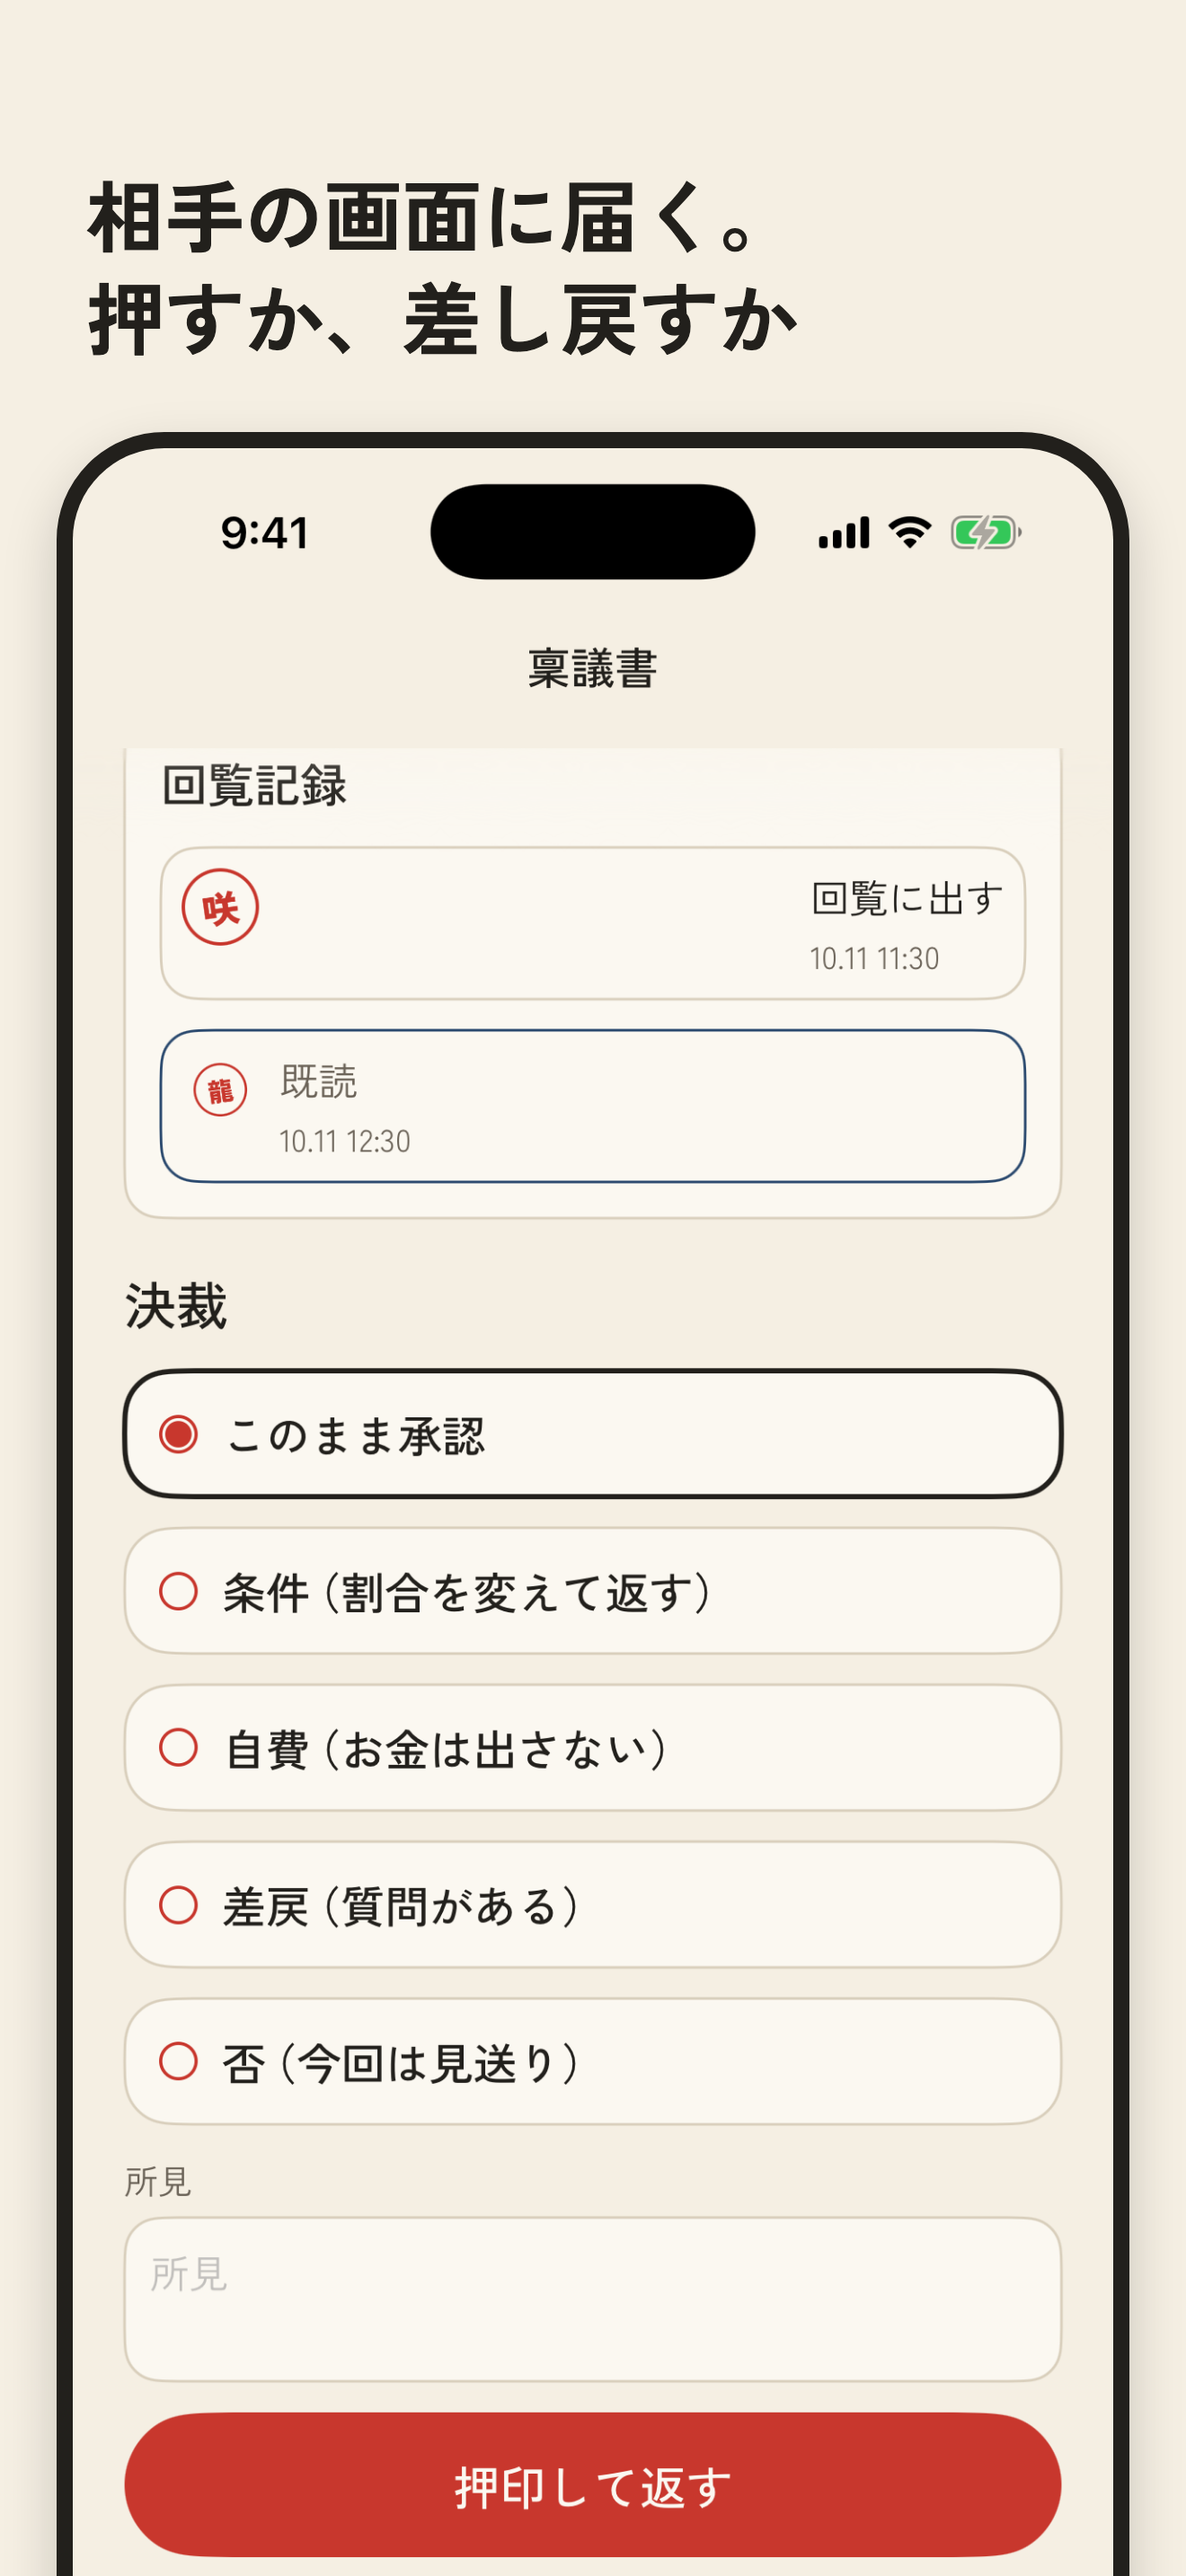 相手の画面に届く。
押すか、差し戻すか
9:41
稟議書
回覧記録
咲
回覧に出す
10.11 11:30
龍
既読
10.11 12:30
決裁
このまま承認
条件（割合を変えて返す）
自費（お金は出さない）
差戻（質問がある）
否（今回は見送り）
所見
所見
押印して返す